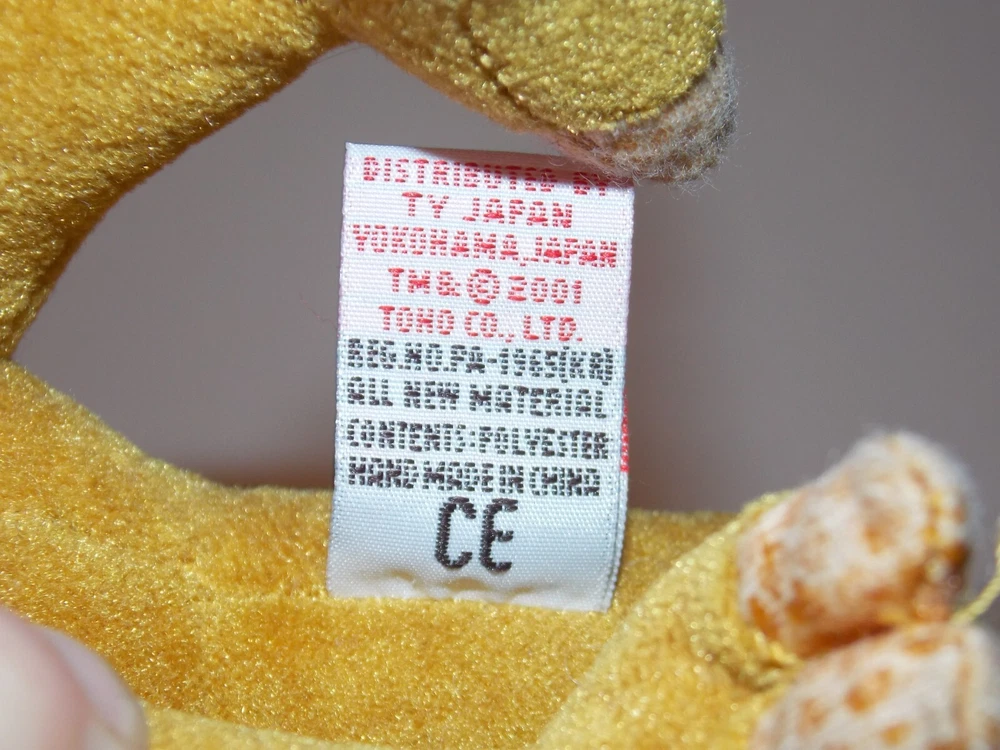 DISTRIBUTED BY
TY JAPAN
YOKOHAMA,JAPAN
TM&©2001
TOHO CO., LTD.
REG.NO.PA-1965(KR)
ALL NEW MATERIAL
CONTENTS:POLYESTER
HAND MADE IN CHINA
CE